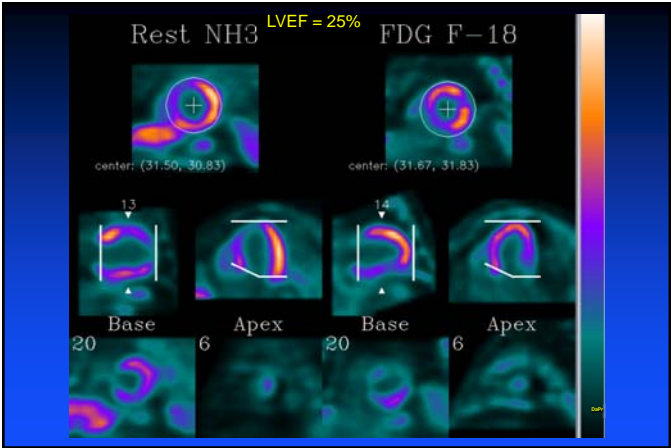 LVEF = 25%
Rest NH3
FDG F-18
center: (31.50, 30.83)
center: (31.67, 31.83)
13
14
Base
Apex
Base
Apex
20
6
20
6